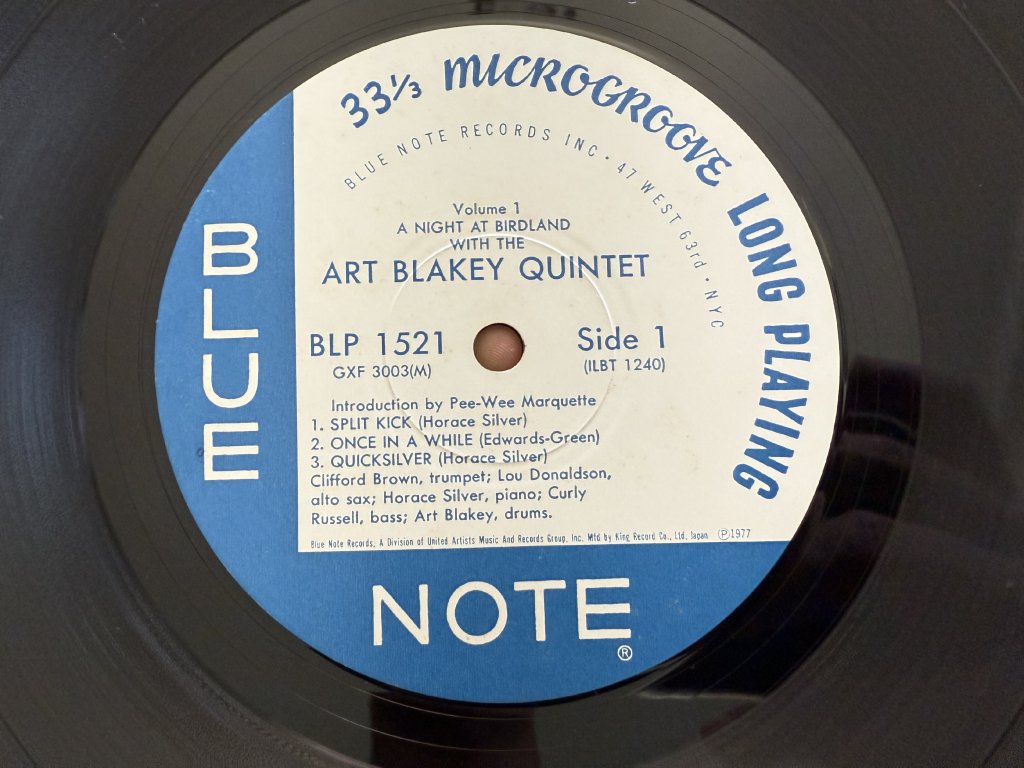 33⅓ MICROGROOVE LONG PLAYING
BLUE NOTE RECORDS INC · 47 WEST 63rd · NYC
Volume 1
A NIGHT AT BIRDLAND
WITH THE
ART BLAKEY QUINTET
BLP 1521
GXF 3003(M)
Side 1
(ILBT 1240)
Introduction by Pee-Wee Marquette
1. SPLIT KICK (Horace Silver)
2. ONCE IN A WHILE (Edwards-Green)
3. QUICKSILVER (Horace Silver)
Clifford Brown, trumpet; Lou Donaldson,
alto sax; Horace Silver, piano; Curly
Russell, bass; Art Blakey, drums.
Blue Note Records, A Division of United Artists Music And Records Group, Inc. Mfd by King Record Co., Ltd, Japan ℗1977
BLUE
NOTE
®